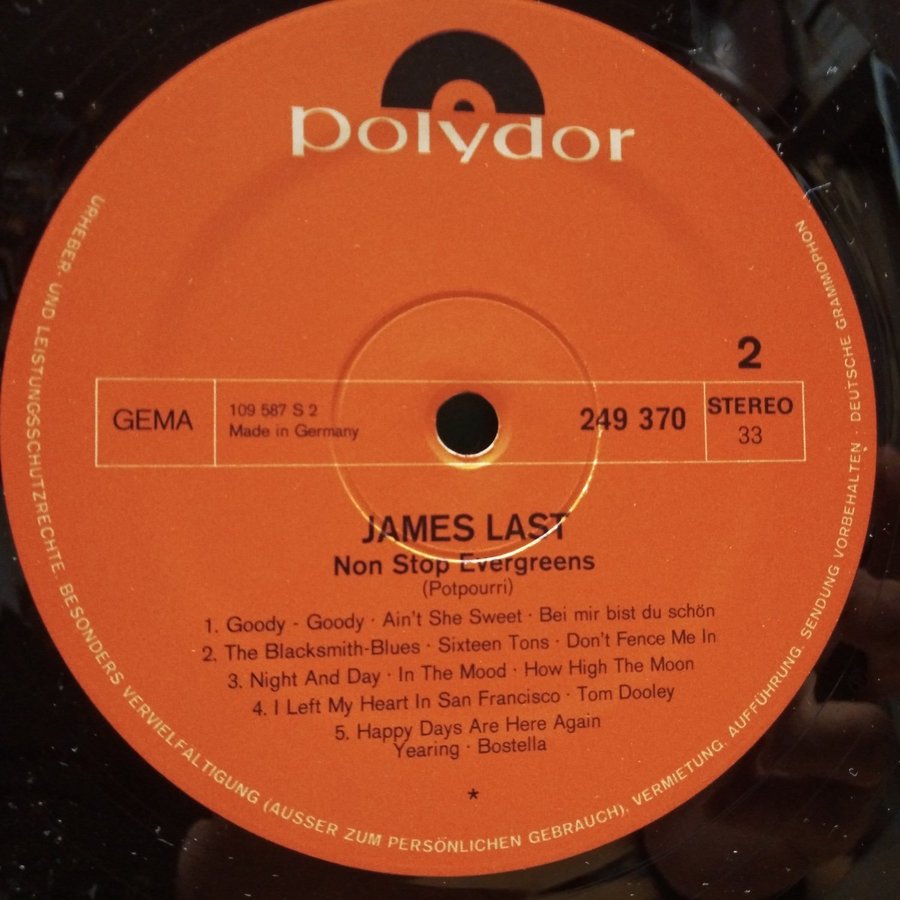 polydor
2
GEMA
109 587 S 2
Made in Germany
249 370
STEREO
33
JAMES LAST
Non Stop Evergreens
(Potpourri)
1. Goody - Goody · Ain't She Sweet · Bei mir bist du schön
2. The Blacksmith-Blues · Sixteen Tons · Don't Fence Me In
3. Night And Day · In The Mood · How High The Moon
4. I Left My Heart In San Francisco · Tom Dooley
5. Happy Days Are Here Again
Yearing · Bostella
*
URHEBER- UND LEISTUNGSSCHUTZRECHTE, BESONDERS VERVIELFÄLTIGUNG (AUSSER ZUM PERSÖNLICHEN GEBRAUCH), VERMIETUNG, AUFFÜHRUNG, SENDUNG VORBEHALTEN · DEUTSCHE GRAMMOPHON